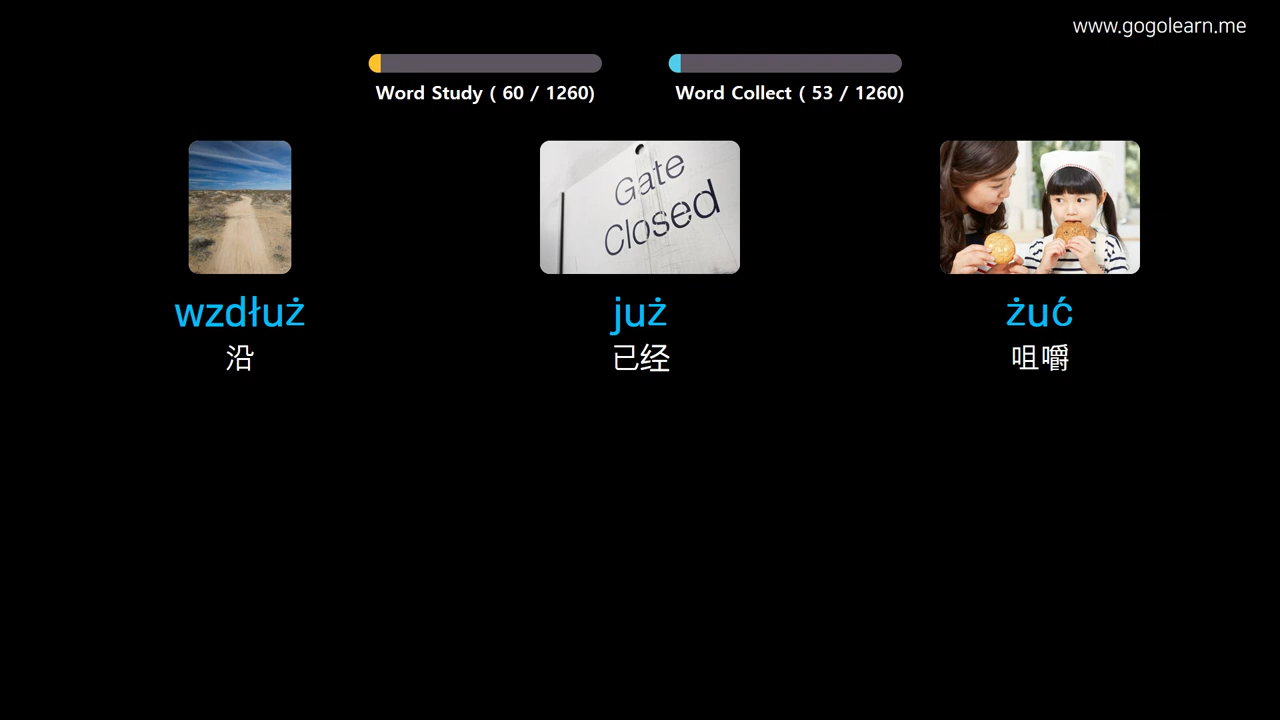 www.gogolearn.me
Word Study ( 60 / 1260)
Word Collect ( 53 / 1260)
Gate
Closed
wzdłuż
już
żuć
沿
已经
咀嚼